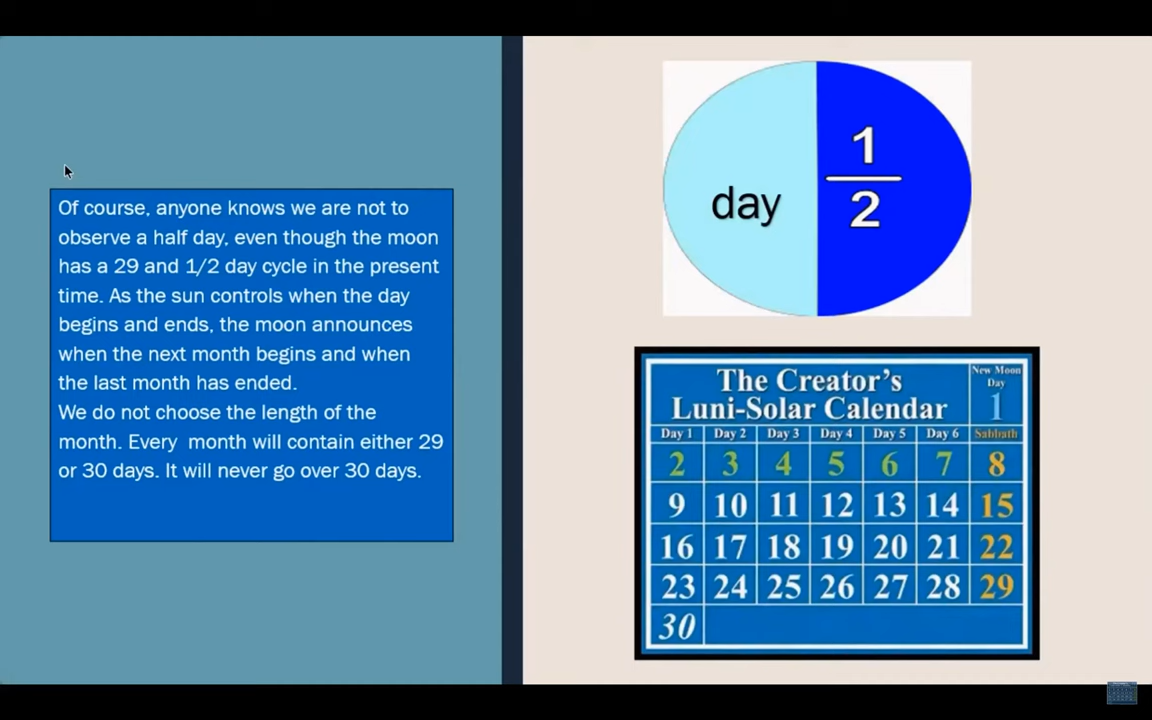 Of course, anyone knows we are not to
observe a half day, even though the moon
has a 29 and 1/2 day cycle in the present
time. As the sun controls when the day
begins and ends, the moon announces
when the next month begins and when
the last month has ended.
We do not choose the length of the
month. Every month will contain either 29
or 30 days. It will never go over 30 days.
day
1
2
The Creator's
Luni-Solar Calendar
New Moon
Day
1
Day 1 Day 2 Day 3 Day 4 Day 5 Day 6 Sabbath
2 3 4 5 6 7 8
9 10 11 12 13 14 15
16 17 18 19 20 21 22
23 24 25 26 27 28 29
30